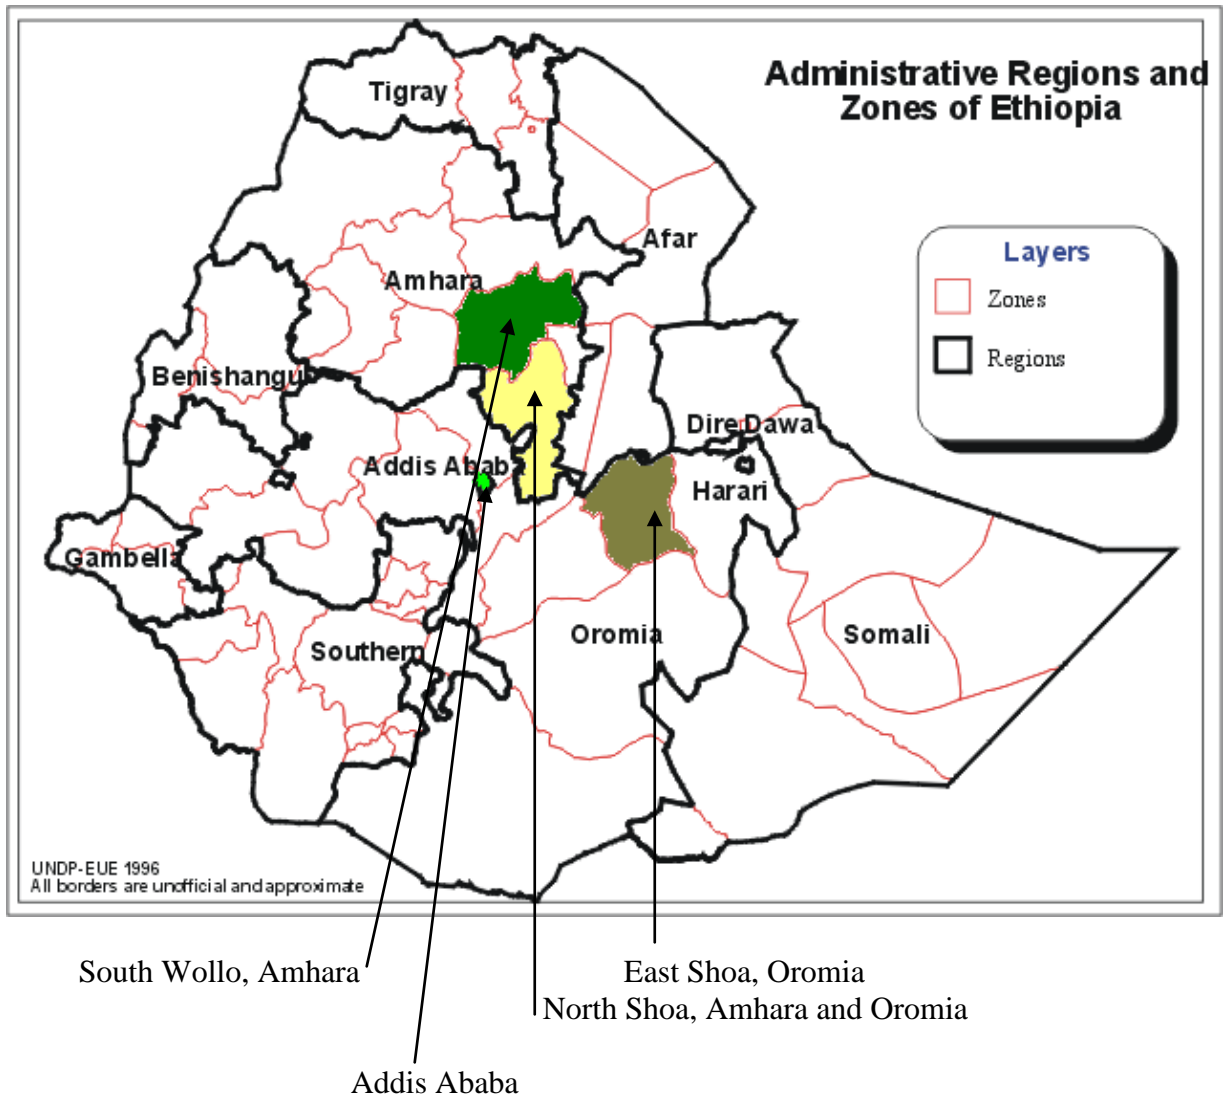 Administrative Regions and
Zones of Ethiopia
Tigray
Afar
Amhara
Layers
Zones
Regions
Benishangul
Dire Dawa
Addis Ababa
Harari
Gambella
Oromia
Somali
Southern
UNDP-EUE 1996
All borders are unofficial and approximate
South Wollo, Amhara
East Shoa, Oromia
North Shoa, Amhara and Oromia
Addis Ababa